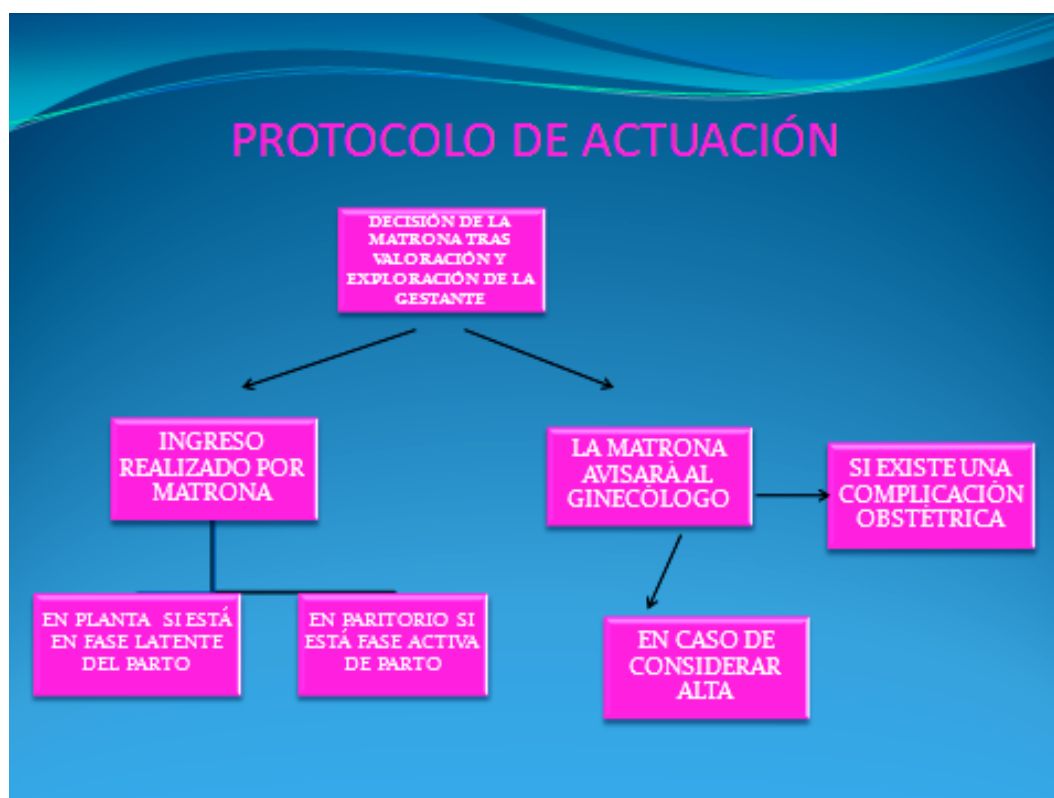 PROTOCOLO DE ACTUACIÓN
DECISIÓN DE LA
MATRONA TRAS
VALORACIÓN Y
EXPLORACIÓN DE LA
GESTANTE
INGRESO
REALIZADO POR
MATRONA
LA MATRONA
AVISARÁ AL
GINECÓLOGO
SI EXISTE UNA
COMPLICACIÓN
OBSTÉTRICA
EN PLANTA SI ESTÁ
EN FASE LATENTE
DEL PARTO
EN PARITORIO SI
ESTÁ FASE ACTIVA
DE PARTO
EN CASO DE
CONSIDERAR
ALTA